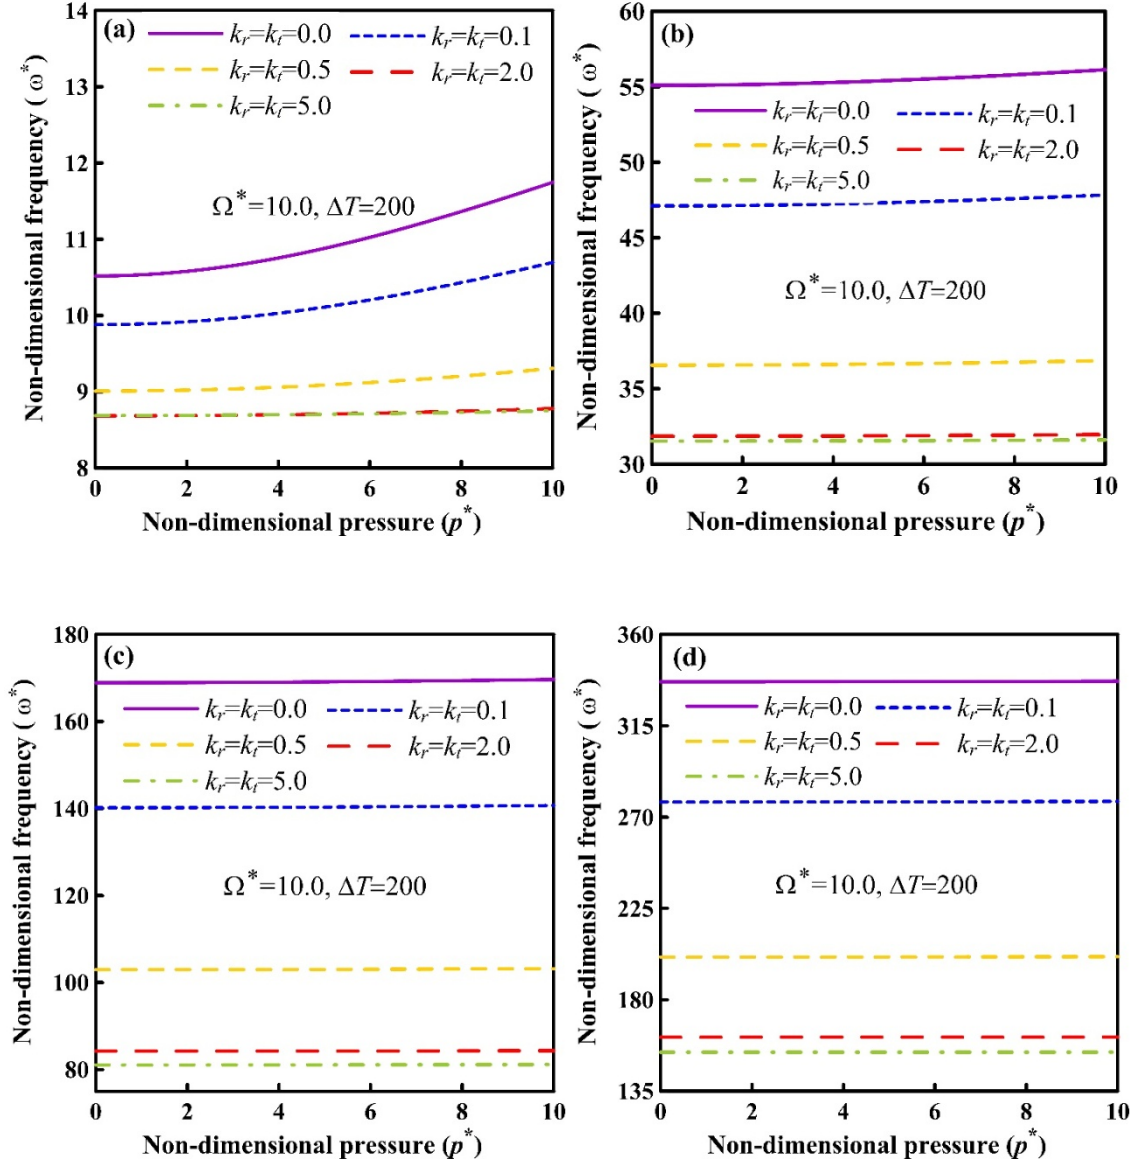 (a)
k_r=k_t=0.0
k_r=k_t=0.1
k_r=k_t=0.5
k_r=k_t=2.0
k_r=k_t=5.0
Ω*=10.0, ΔT=200
14
13
12
11
10
9
8
0 2 4 6 8 10
Non-dimensional frequency ( ω*)
Non-dimensional pressure (p*)
(b)
k_r=k_t=0.0
k_r=k_t=0.1
k_r=k_t=0.5
k_r=k_t=2.0
k_r=k_t=5.0
Ω*=10.0, ΔT=200
60
55
50
45
40
35
30
0 2 4 6 8 10
Non-dimensional frequency ( ω*)
Non-dimensional pressure (p*)
(c)
k_r=k_t=0.0
k_r=k_t=0.1
k_r=k_t=0.5
k_r=k_t=2.0
k_r=k_t=5.0
Ω*=10.0, ΔT=200
180
160
140
120
100
80
0 2 4 6 8 10
Non-dimensional frequency ( ω*)
Non-dimensional pressure (p*)
(d)
k_r=k_t=0.0
k_r=k_t=0.1
k_r=k_t=0.5
k_r=k_t=2.0
k_r=k_t=5.0
Ω*=10.0, ΔT=200
360
315
270
225
180
135
0 2 4 6 8 10
Non-dimensional frequency ( ω*)
Non-dimensional pressure (p*)